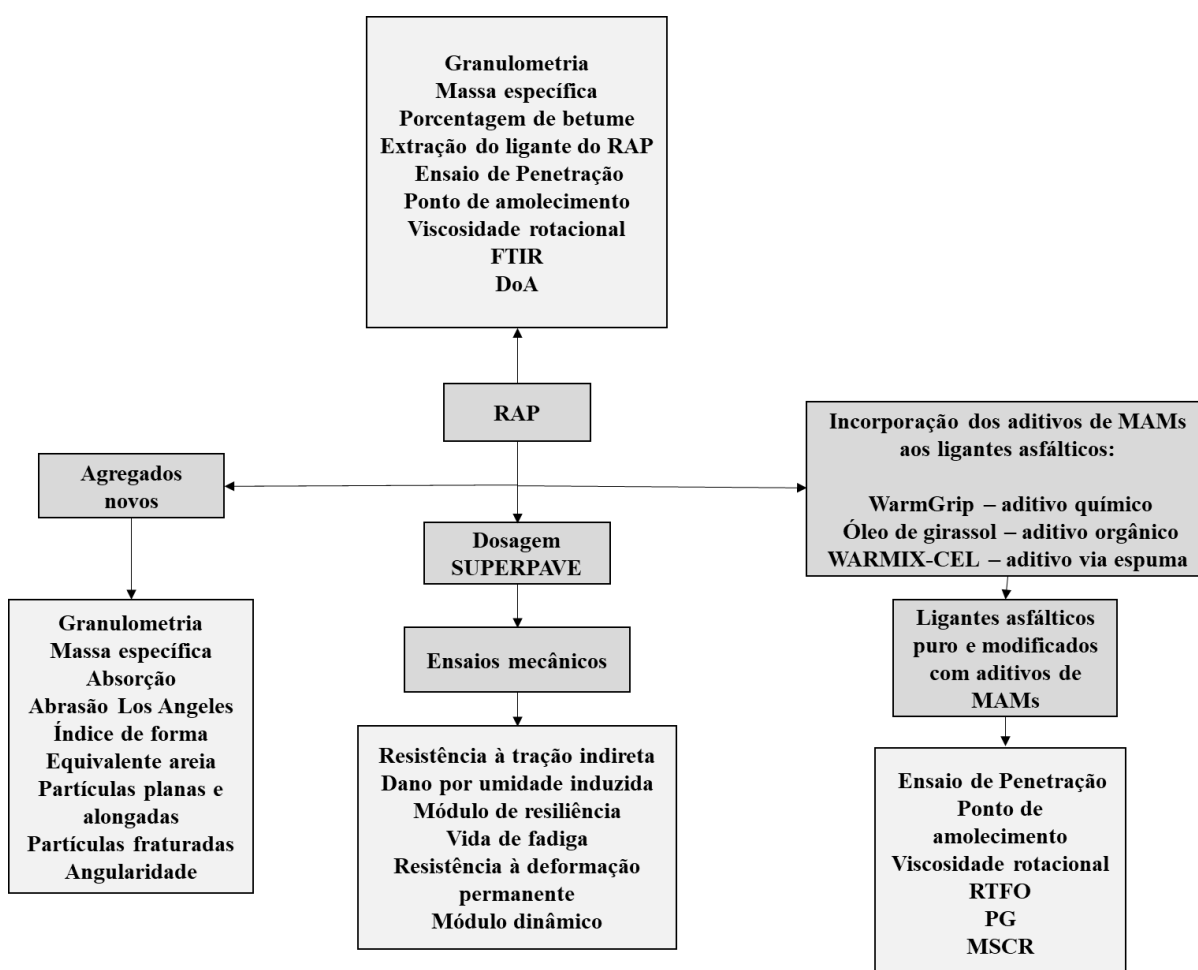 Granulometria
Massa específica
Porcentagem de betume
Extração do ligante do RAP
Ensaio de Penetração
Ponto de amolecimento
Viscosidade rotacional
FTIR
DoA
RAP
Agregados
novos
Incorporação dos aditivos de MAMs
aos ligantes asfálticos:
WarmGrip – aditivo químico
Óleo de girassol – aditivo orgânico
WARMIX-CEL – aditivo via espuma
Dosagem
SUPERPAVE
Granulometria
Massa específica
Absorção
Abrasão Los Angeles
Índice de forma
Equivalente areia
Partículas planas e
alongadas
Partículas fraturadas
Angularidade
Ensaios mecânicos
Resistência à tração indireta
Dano por umidade induzida
Módulo de resiliência
Vida de fadiga
Resistência à deformação
permanente
Módulo dinâmico
Ligantes asfálticos
puro e modificados
com aditivos de
MAMs
Ensaio de Penetração
Ponto de
amolecimento
Viscosidade rotacional
RTFO
PG
MSCR